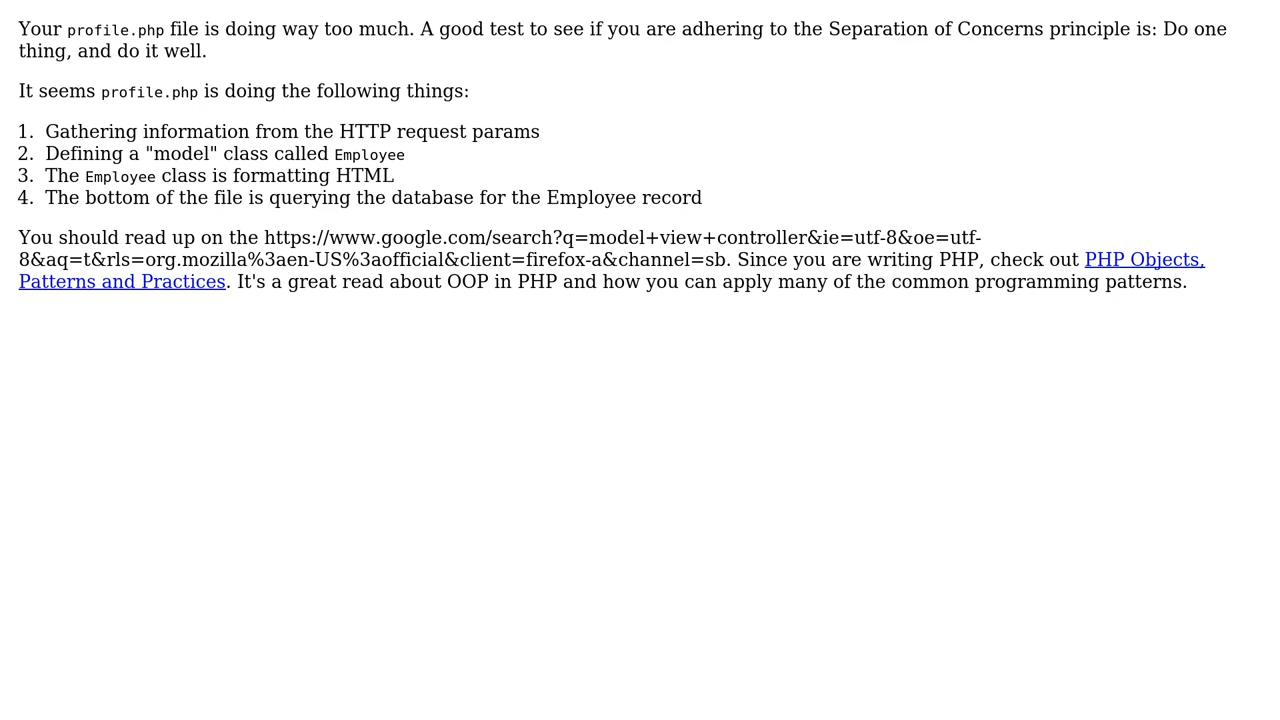 Your profile.php file is doing way too much. A good test to see if you are adhering to the Separation of Concerns principle is: Do one
thing, and do it well.
It seems profile.php is doing the following things:
1. Gathering information from the HTTP request params
2. Defining a "model" class called Employee
3. The Employee class is formatting HTML
4. The bottom of the file is querying the database for the Employee record
You should read up on the https://www.google.com/search?q=model+view+controller&ie=utf-8&oe=utf-
8&aq=t&rls=org.mozilla%3aen-US%3aofficial&client=firefox-a&channel=sb. Since you are writing PHP, check out PHP Objects,
Patterns and Practices. It's a great read about OOP in PHP and how you can apply many of the common programming patterns.